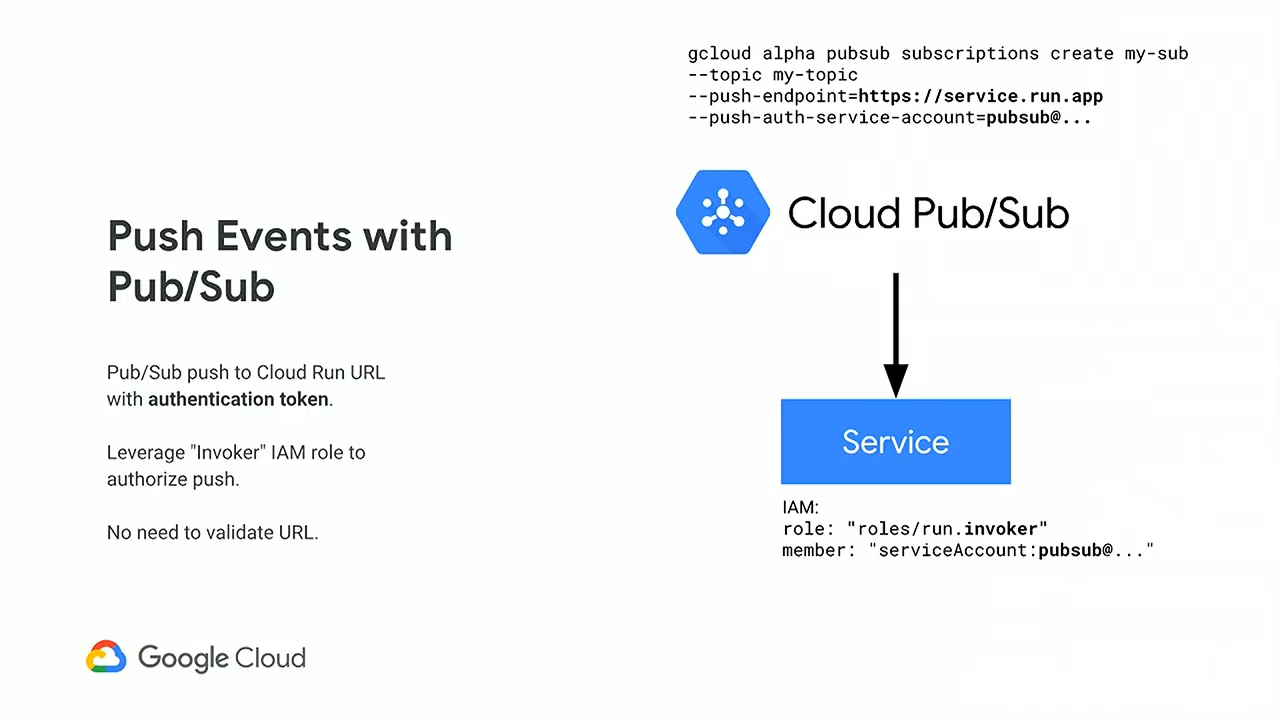 Push Events with
Pub/Sub
Pub/Sub push to Cloud Run URL
with authentication token.
Leverage "Invoker" IAM role to
authorize push.
No need to validate URL.
gcloud alpha pubsub subscriptions create my-sub
--topic my-topic
--push-endpoint=https://service.run.app
--push-auth-service-account=pubsub@...
Cloud Pub/Sub
Service
IAM:
role: "roles/run.invoker"
member: "serviceAccount:pubsub@..."
Google Cloud